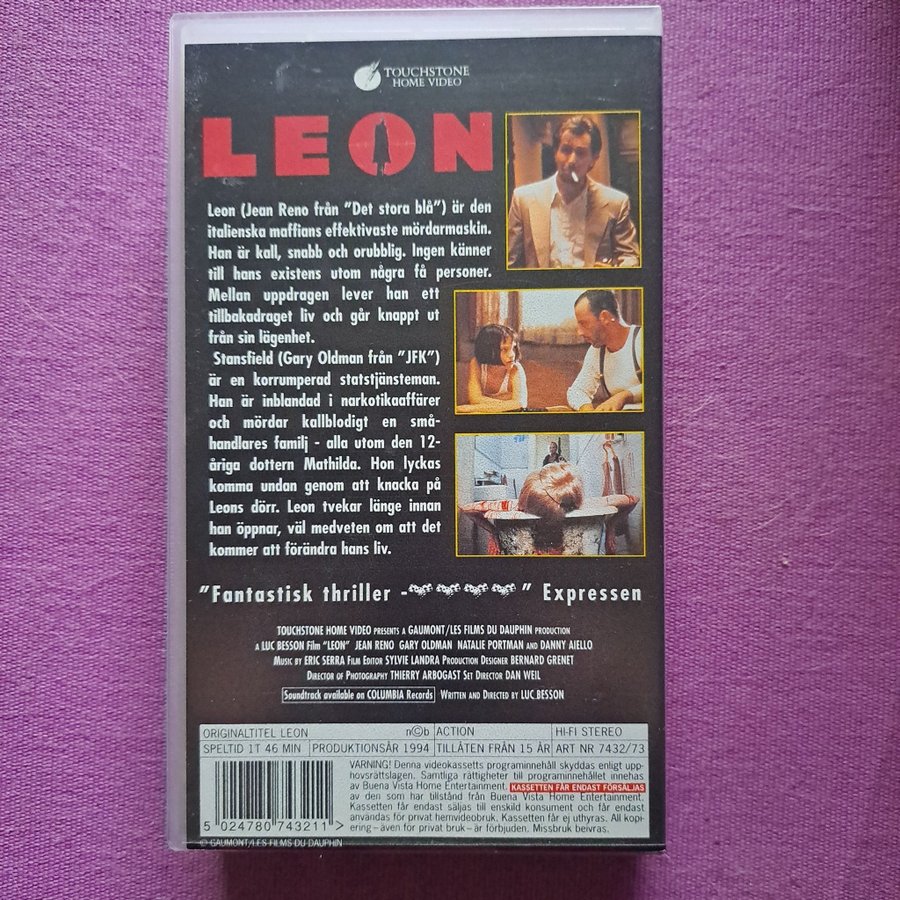 TOUCHSTONE
HOME VIDEO
LEON
Leon (Jean Reno från "Det stora blå") är den
italienska maffians effektivaste mördarmaskin.
Han är kall, snabb och orubblig. Ingen känner
till hans existens utom några få personer.
Mellan uppdragen lever han ett
tillbakadraget liv och går knappt ut
från sin lägenhet.
Stansfield (Gary Oldman från "JFK")
är en korrumperad statstjänsteman.
Han är inblandad i narkotikaaffärer
och mördar kallblodigt en små-
handlares familj - alla utom den 12-
åriga dottern Mathilda. Hon lyckas
komma undan genom att knacka på
Leons dörr. Leon tvekar länge innan
han öppnar, väl medveten om att det
kommer att förändra hans liv.
"Fantastisk thriller - " Expressen
TOUCHSTONE HOME VIDEO PRESENTS A GAUMONT/LES FILMS DU DAUPHIN PRODUCTION
A LUC BESSON Film "LEON" JEAN RENO GARY OLDMAN NATALIE PORTMAN AND DANNY AIELLO
MUSIC BY ERIC SERRA FILM EDITOR SYLVIE LANDRA PRODUCTION DESIGNER BERNARD GRENET
DIRECTOR OF PHOTOGRAPHY THIERRY ARBOGAST SET DIRECTOR DAN WEIL
Soundtrack available on COLUMBIA Records WRITTEN AND DIRECTED BY LUC.BESSON
ORIGINALTITEL LEON n©b ACTION HI-FI STEREO
SPELTID 1T 46 MIN PRODUKTIONSÅR 1994 TILLÅTEN FRÅN 15 ÅR ART NR 7432/73
VARNING! Denna videokassetts programinnehåll skyddas enligt upp-
hovsrättslagen. Samtliga rättigheter till programinnehållet innehas
av Buena Vista Home Entertainment. KASSETTEN FÅR ENDAST FÖRSÄLJAS
av den som har tillstånd från Buena Vista Home Entertainment.
Kassetten får endast säljas till enskild konsument och får endast
användas för privat hemvideobruk. Kassetten får ej uthyras. All kopi-
ering – även för privat bruk – är förbjuden. Missbruk beivras.
5 024780 743211 >
© GAUMONT/LES FILMS DU DAUPHIN